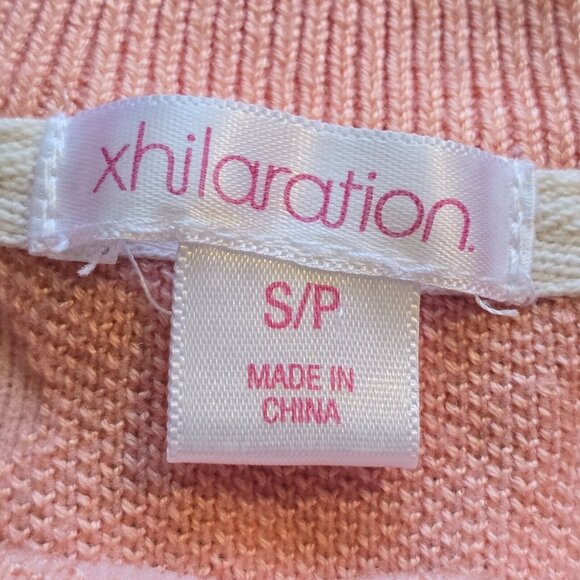 xhilaration.
S/P
MADE IN
CHINA